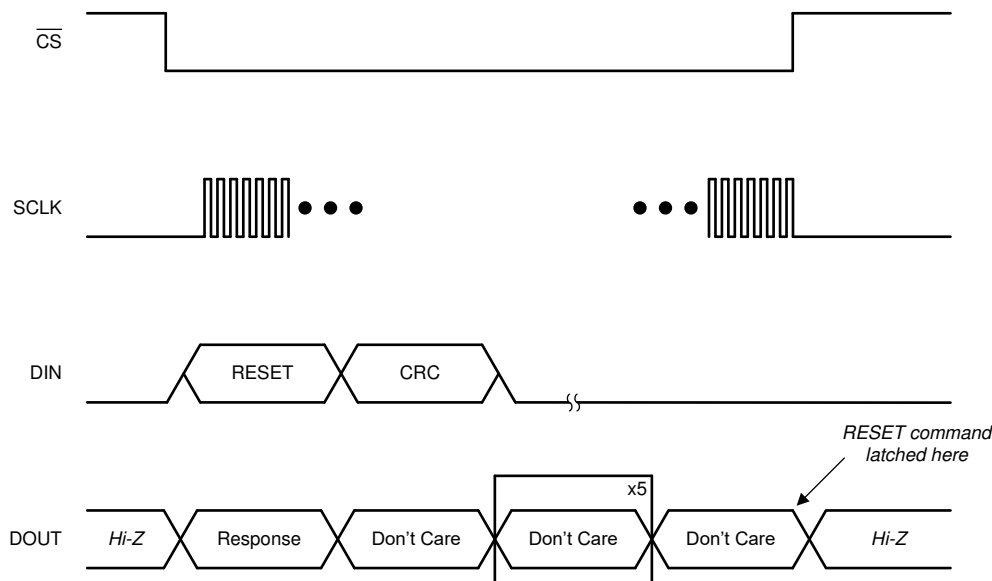 CS
SCLK
DIN
RESET
CRC
RESET command
latched here
x5
DOUT
Hi-Z
Response
Don't Care
Don't Care
Don't Care
Hi-Z